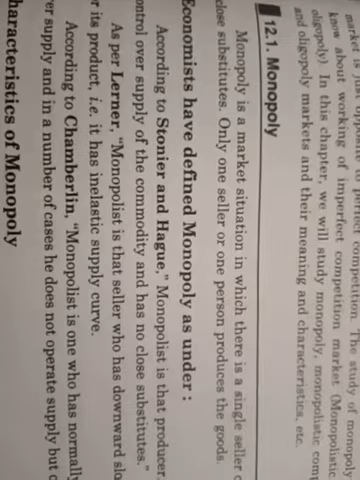 market is just to perfect competition. The study of monopoly
know about working of imperfect competition market (Monopolistic
oligopoly) In this chapter, we will study monopoly, monopolistic comp
and oligopoly markets and their meaning and characteristics, etc.
12.1. Monopoly
Monopoly is a market situation in which there is a single seller
close substitutes. Only one seller or one person produces the goods.
Economists have defined Monopoly as under :
According to Stonier and Hague," Monopolist is that producer
ontrol over supply of the commodity and has no close substitutes."
As per Lerner, "Monopolist is that seller who has downward slo
or its product, i.e. it has inelastic supply curve.
According to Chamberlin, "Monopolist is one who has normally
er supply and in a number of cases he does not operate supply but
haracteristics of Monopoly